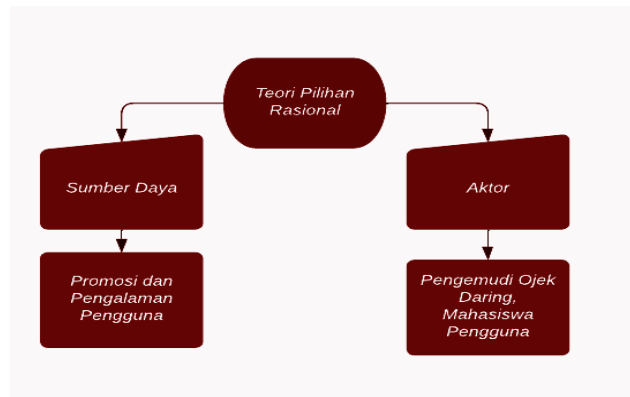 Teori Pilihan
Rasional
Sumber Daya
Aktor
Promosi dan
Pengalaman
Pengguna
Pengemudi Ojek
Daring,
Mahasiswa
Pengguna